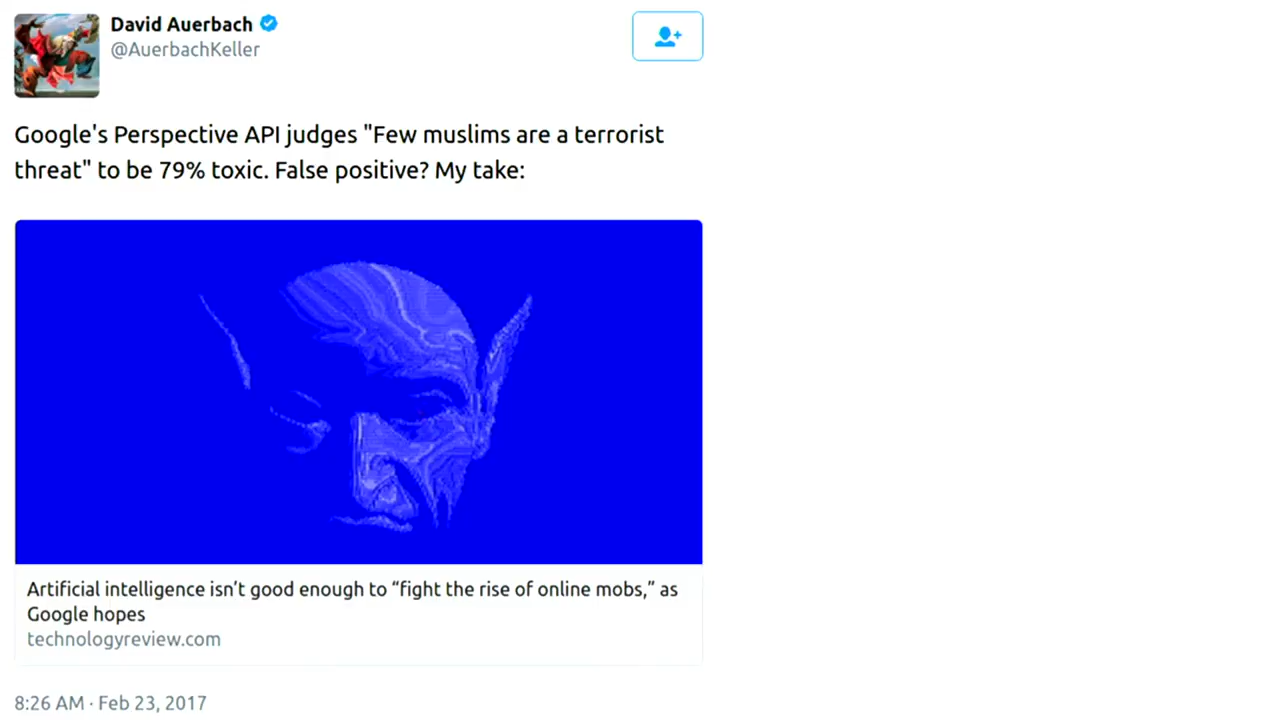 David Auerbach
@AuerbachKeller
Google's Perspective API judges "Few muslims are a terrorist
threat" to be 79% toxic. False positive? My take:
Artificial intelligence isn’t good enough to “fight the rise of online mobs,” as
Google hopes
technologyreview.com
8:26 AM · Feb 23, 2017